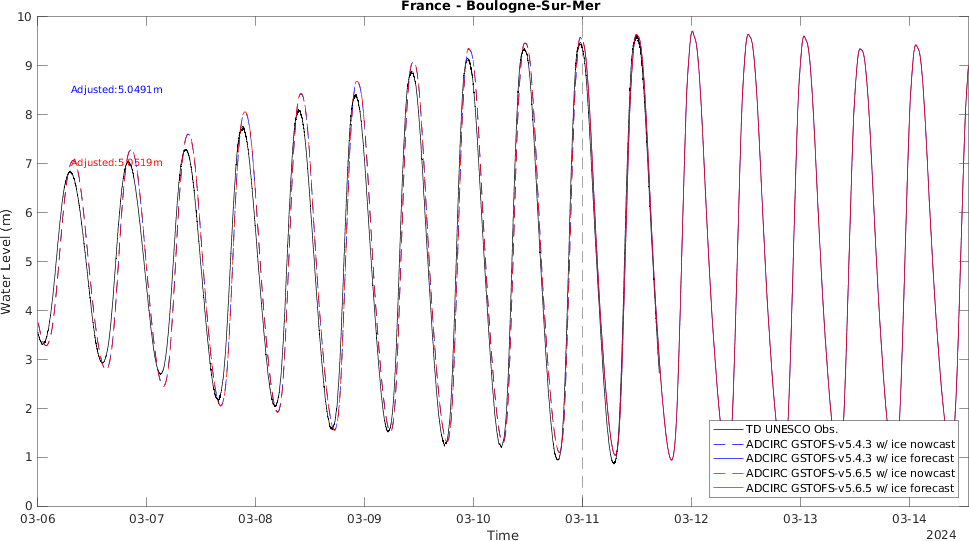 France - Boulogne-Sur-Mer
10
9
8
7
6
5
4
3
2
1
0
Water Level (m)
Adjusted:5.0491m
Adjusted:5.0619m
TD UNESCO Obs.
ADCIRC GSTOFS-v5.4.3 w/ ice nowcast
ADCIRC GSTOFS-v5.4.3 w/ ice forecast
ADCIRC GSTOFS-v5.6.5 w/ ice nowcast
ADCIRC GSTOFS-v5.6.5 w/ ice forecast
03-06 03-07 03-08 03-09 03-10 03-11 03-12 03-13 03-14
Time
2024